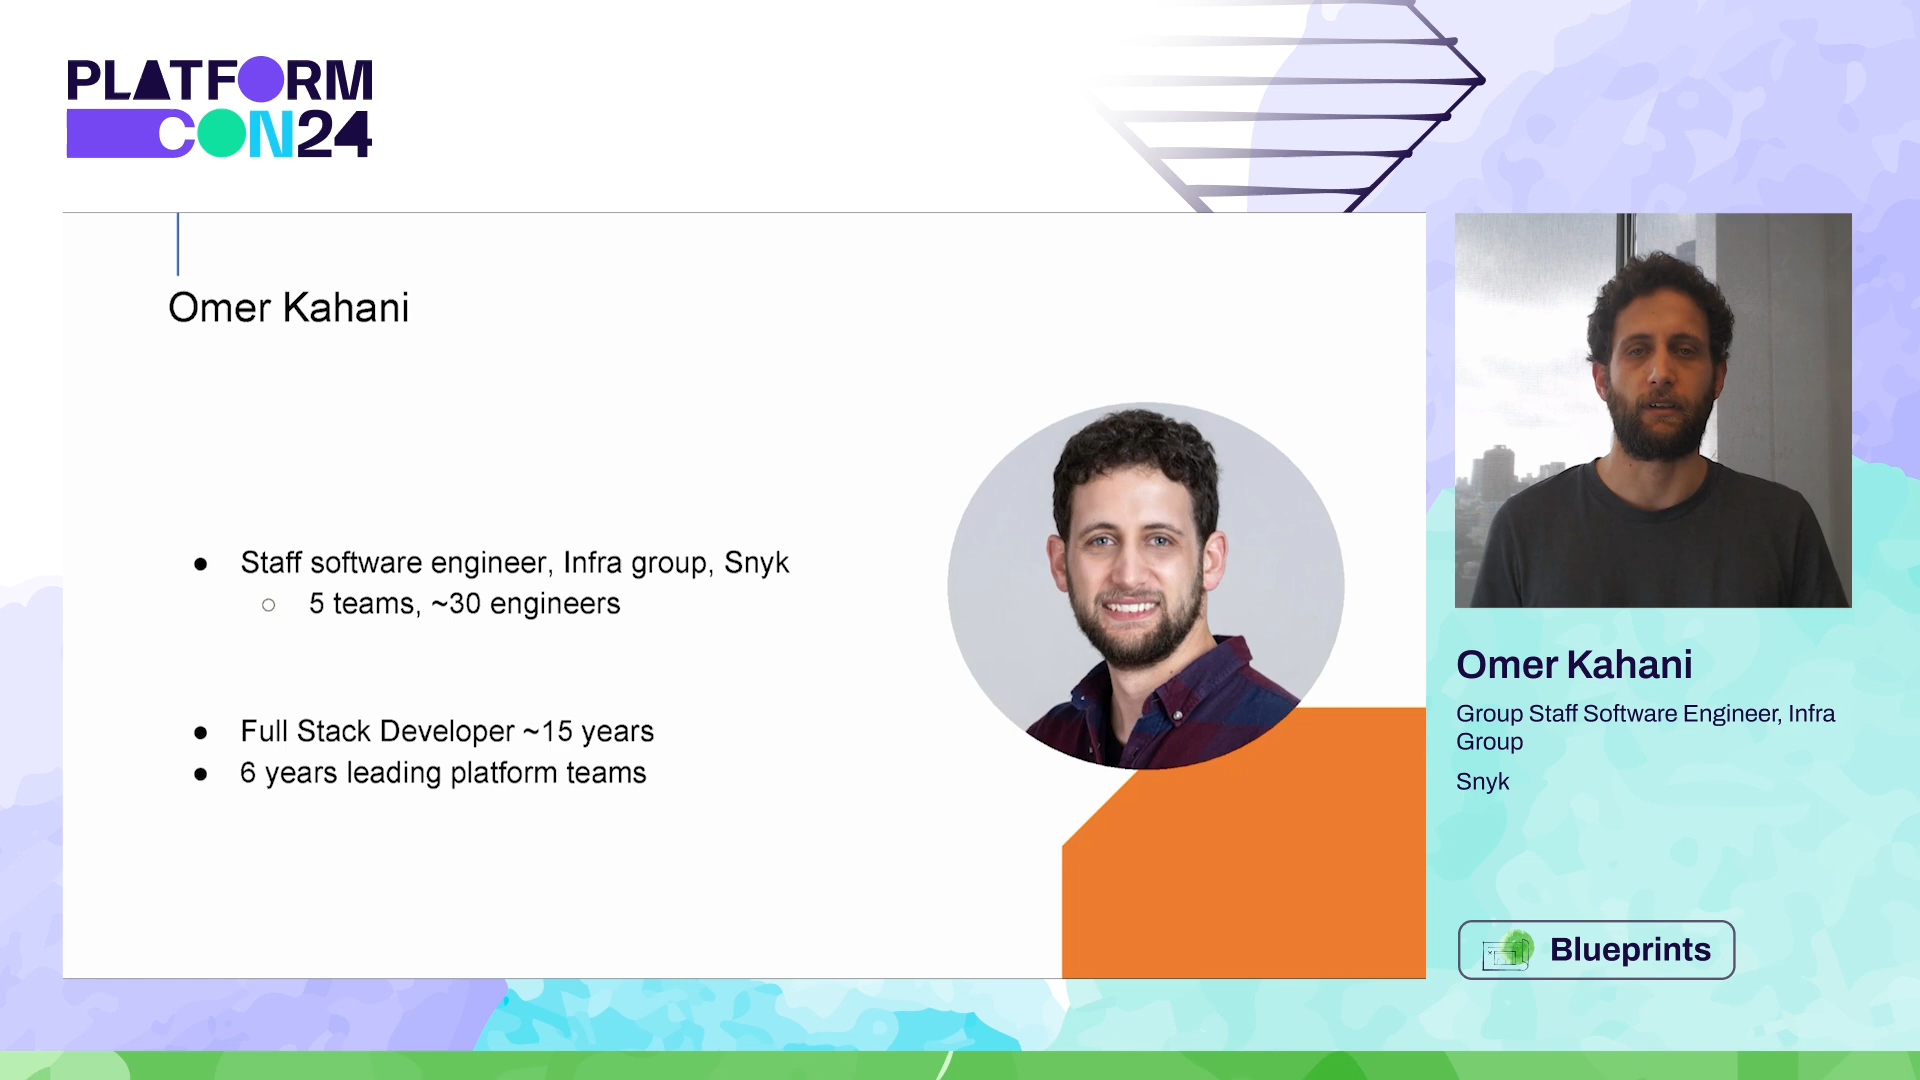 PLATFORM
CON24
Omer Kahani
Staff software engineer, Infra group, Snyk
5 teams, ~30 engineers
Full Stack Developer ~15 years
6 years leading platform teams
Omer Kahani
Group Staff Software Engineer, Infra
Group
Snyk
Blueprints